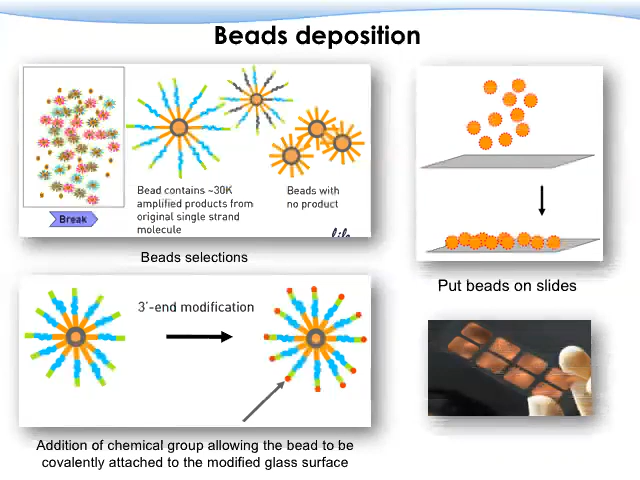 Beads deposition
Break
Bead contains ~30K
amplified products from
original single strand
molecule
Beads with
no product
life
Beads selections
Put beads on slides
3'-end modification
Addition of chemical group allowing the bead to be
covalently attached to the modified glass surface